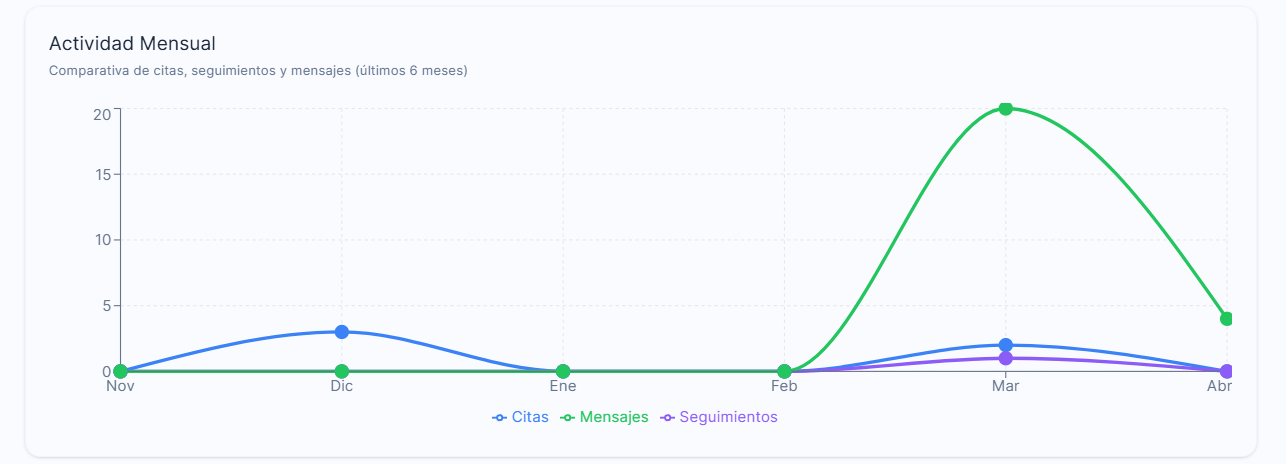 Actividad Mensual
Comparativa de citas, seguimientos y mensajes (últimos 6 meses)
20
15
10
5
0
Nov Dic Ene Feb Mar Abr
Citas Mensajes Seguimientos